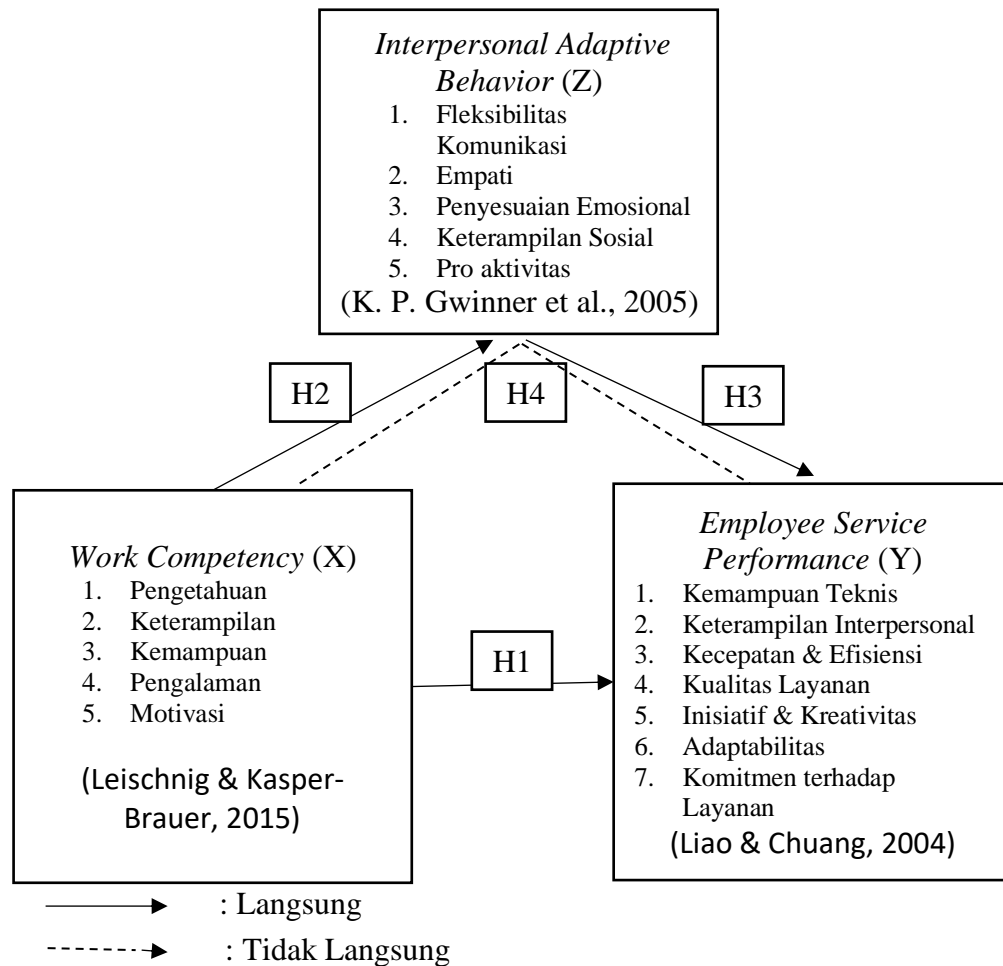 Interpersonal Adaptive
Behavior (Z)
1. Fleksibilitas
Komunikasi
2. Empati
3. Penyesuaian Emosional
4. Keterampilan Sosial
5. Pro aktivitas
(K. P. Gwinner et al., 2005)
H2
H4
H3
Work Competency (X)
1. Pengetahuan
2. Keterampilan
3. Kemampuan
4. Pengalaman
5. Motivasi
(Leischnig & Kasper-
Brauer, 2015)
H1
Employee Service
Performance (Y)
1. Kemampuan Teknis
2. Keterampilan Interpersonal
3. Kecepatan & Efisiensi
4. Kualitas Layanan
5. Inisiatif & Kreativitas
6. Adaptabilitas
7. Komitmen terhadap
Layanan
(Liao & Chuang, 2004)
: Langsung
: Tidak Langsung